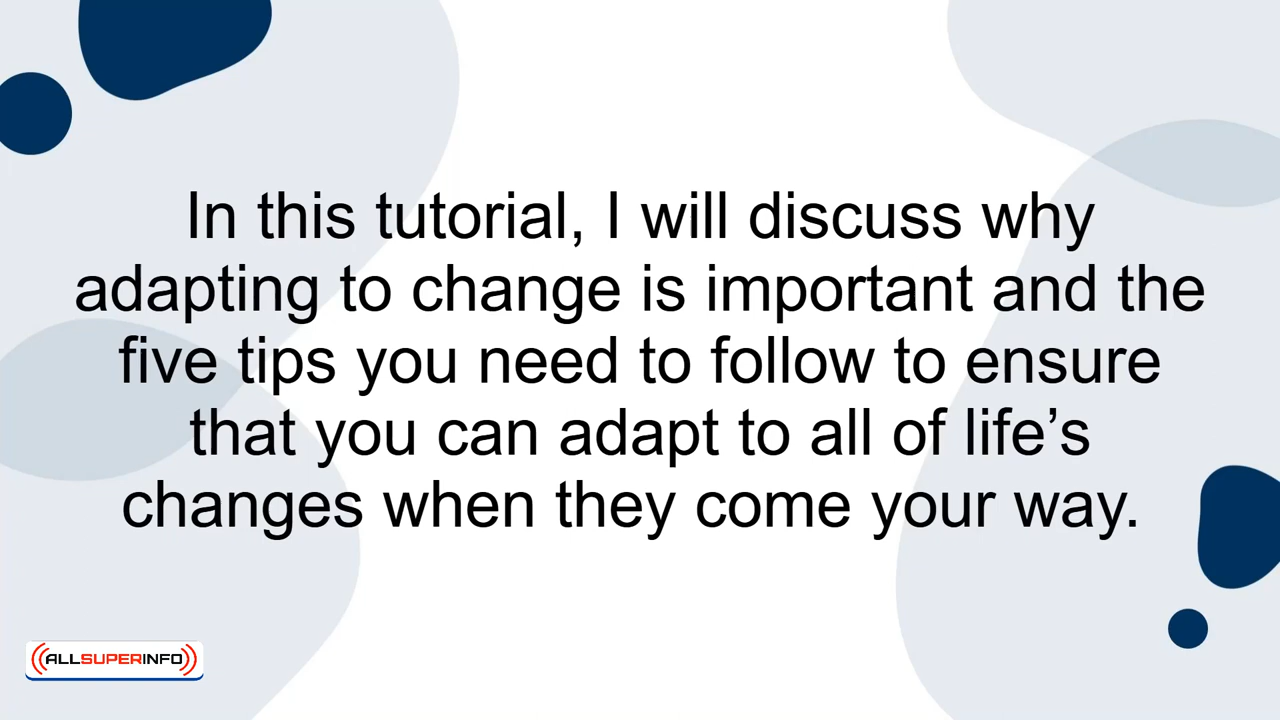 In this tutorial, I will discuss why
adapting to change is important and the
five tips you need to follow to ensure
that you can adapt to all of life’s
changes when they come your way.
ALLSUPERINFO